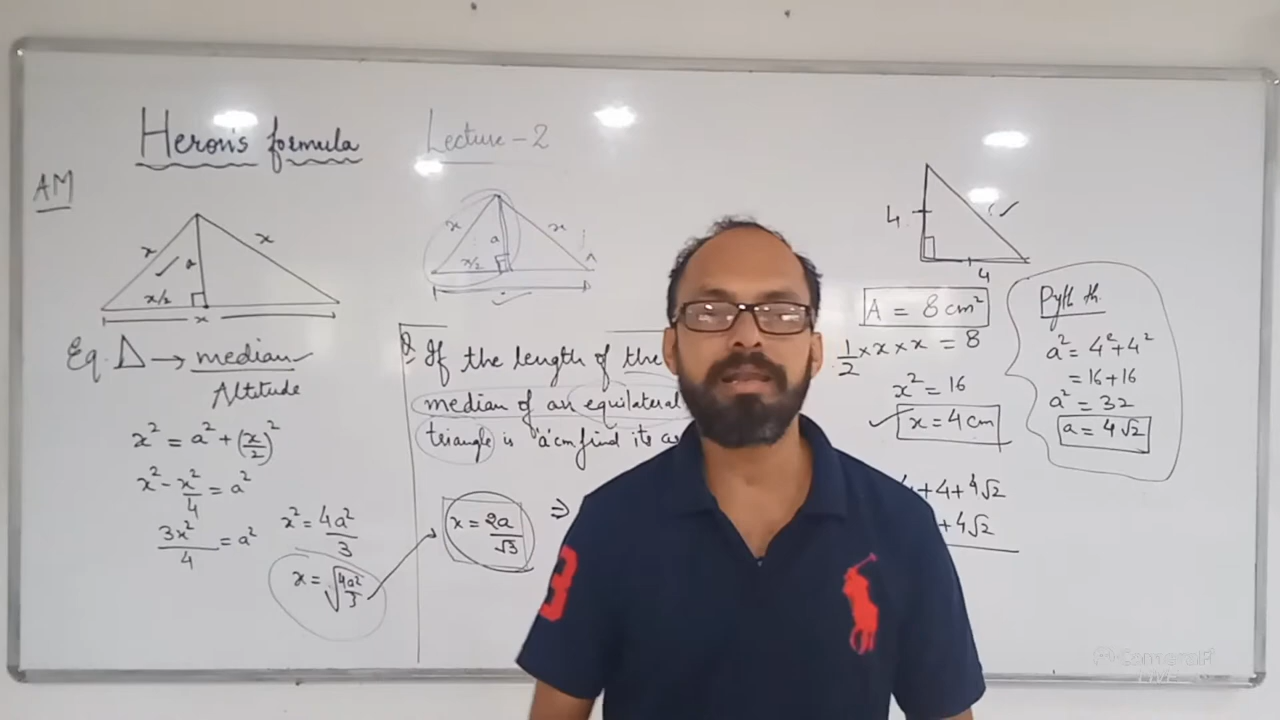 Heron's formula
Lecture - 2
AM
x
a
x
x/2
x
Eq. △ → median
Altitude
x² = a² + (x/2)²
x² - x²/4 = a²
3x²/4 = a²
x² = 4a²/3
x = √4a²/3
x
a
x
x/2
Q. If the length of the
median of an equilateral
triangle is 'a' cm find its
x = 2a/√3 ⇒
4
4
A = 8 cm²
1/2 × x × x = 8
x² = 16
x = 4 cm
+ 4 + 4√2
+ 4√2
Pyth th.
a² = 4² + 4²
= 16 + 16
a² = 32
a = 4√2
3
CameraFi
LIVE